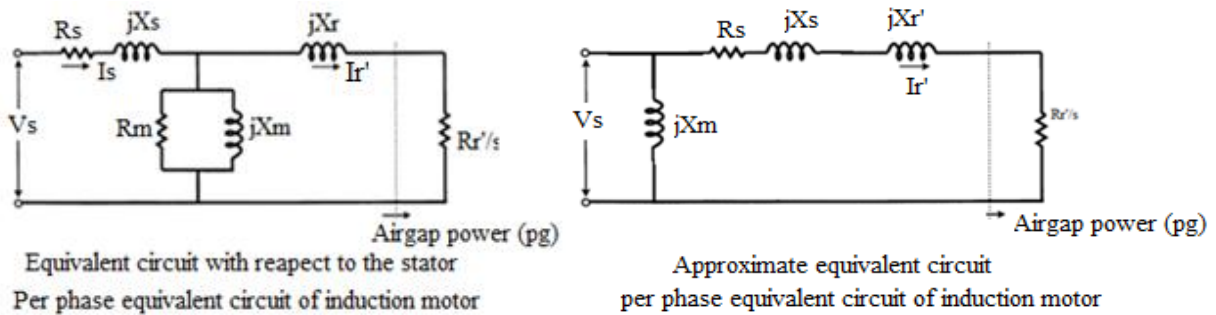 Rs
jXs
jXr
Is
Ir'
Vs
Rm
jXm
Rr'/s
Airgap power (pg)
Equivalent circuit with reapect to the stator
Per phase equivalent circuit of induction motor
Rs
jXs
jXr'
Ir'
Vs
jXm
Rr'/s
Airgap power (pg)
Approximate equivalent circuit
per phase equivalent circuit of induction motor